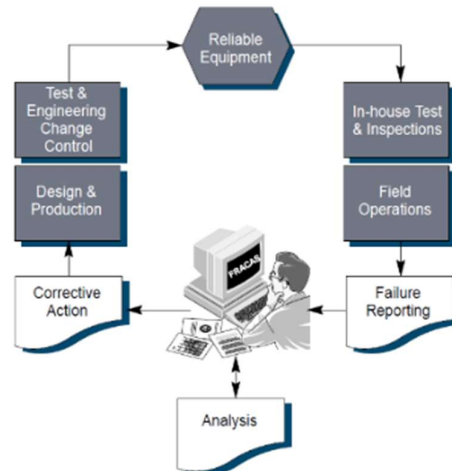 Reliable
Equipment
Test &
Engineering
Change
Control
In-house Test
& Inspections
Design &
Production
Field
Operations
FRACAS
Corrective
Action
Failure
Reporting
Analysis